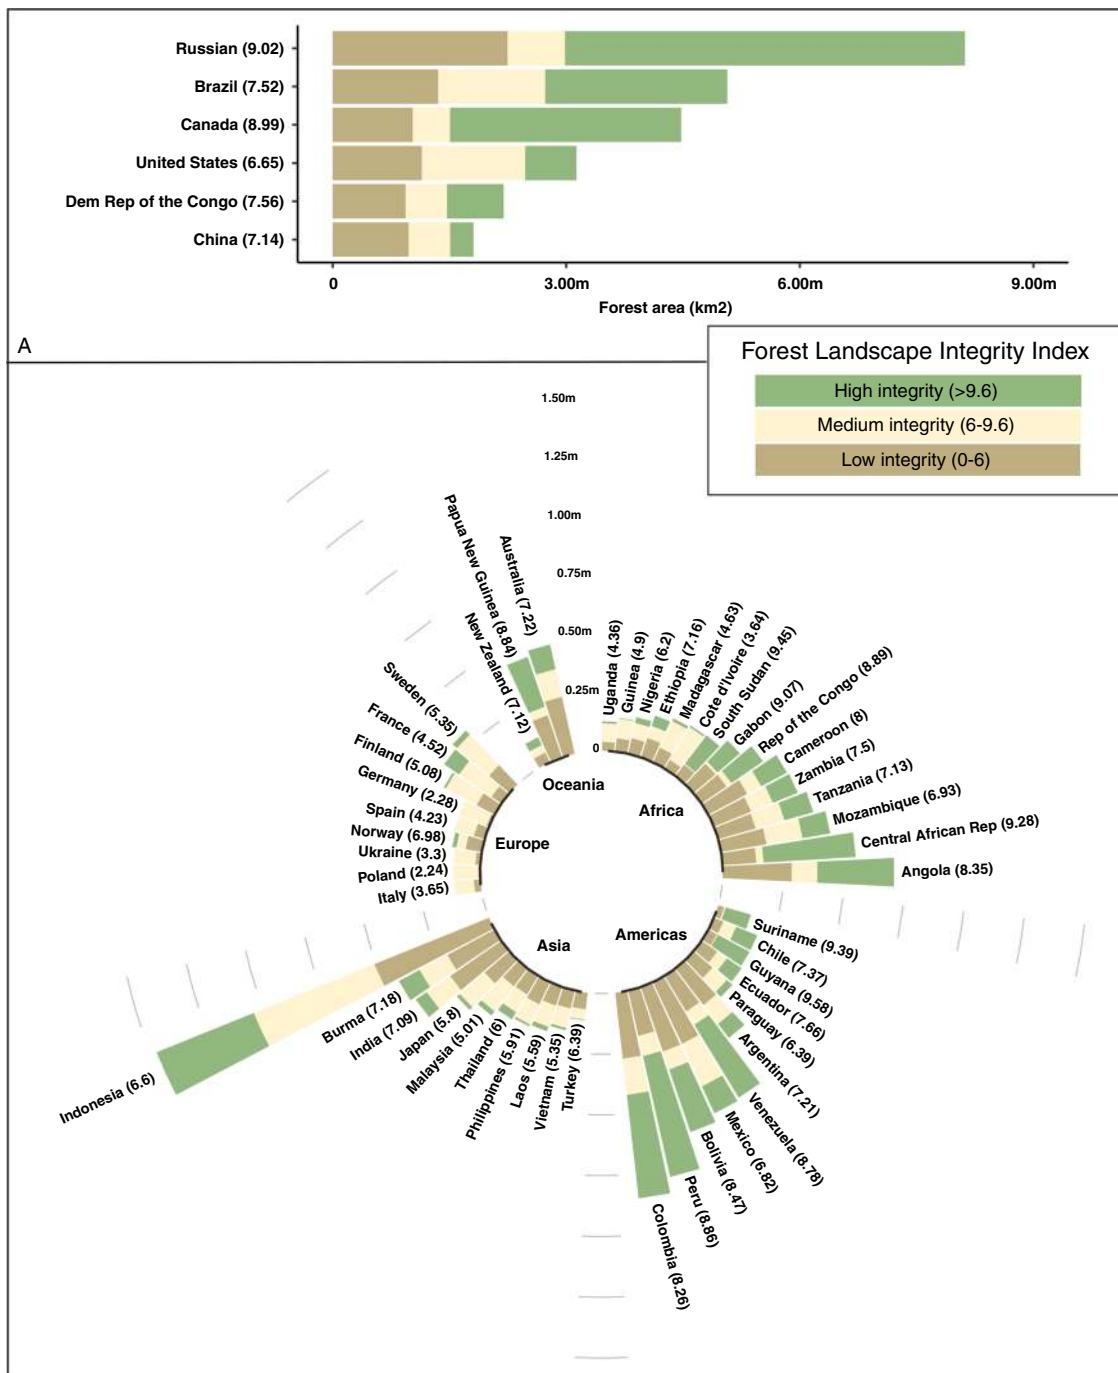 Russian (9.02)
Brazil (7.52)
Canada (8.99)
United States (6.65)
Dem Rep of the Congo (7.56)
China (7.14)
0
3.00m
6.00m
9.00m
Forest area (km2)
A
Forest Landscape Integrity Index
High integrity (>9.6)
Medium integrity (6-9.6)
Low integrity (0-6)
1.50m
1.25m
1.00m
0.75m
0.50m
0.25m
0
Oceania
New Zealand (7.12)
Papua New Guinea (8.84)
Australia (7.22)
Africa
Uganda (4.36)
Guinea (4.9)
Nigeria (6.2)
Ethiopia (7.16)
Madagascar (4.63)
Cote d'Ivoire (3.64)
South Sudan (9.45)
Gabon (9.07)
Rep of the Congo (8.89)
Cameroon (8)
Zambia (7.5)
Tanzania (7.13)
Mozambique (6.93)
Central African Rep (9.28)
Angola (8.35)
Americas
Suriname (9.39)
Chile (7.37)
Guyana (9.58)
Ecuador (7.66)
Paraguay (6.39)
Argentina (7.21)
Venezuela (8.78)
Mexico (6.82)
Bolivia (8.47)
Peru (8.86)
Colombia (8.26)
Asia
Turkey (6.39)
Vietnam (5.35)
Laos (5.59)
Philippines (5.91)
Thailand (6)
Malaysia (5.01)
Japan (5.8)
India (7.09)
Burma (7.18)
Indonesia (6.6)
Europe
Italy (3.65)
Poland (2.24)
Ukraine (3.3)
Norway (6.98)
Spain (4.23)
Germany (2.28)
Finland (5.08)
France (4.52)
Sweden (5.35)